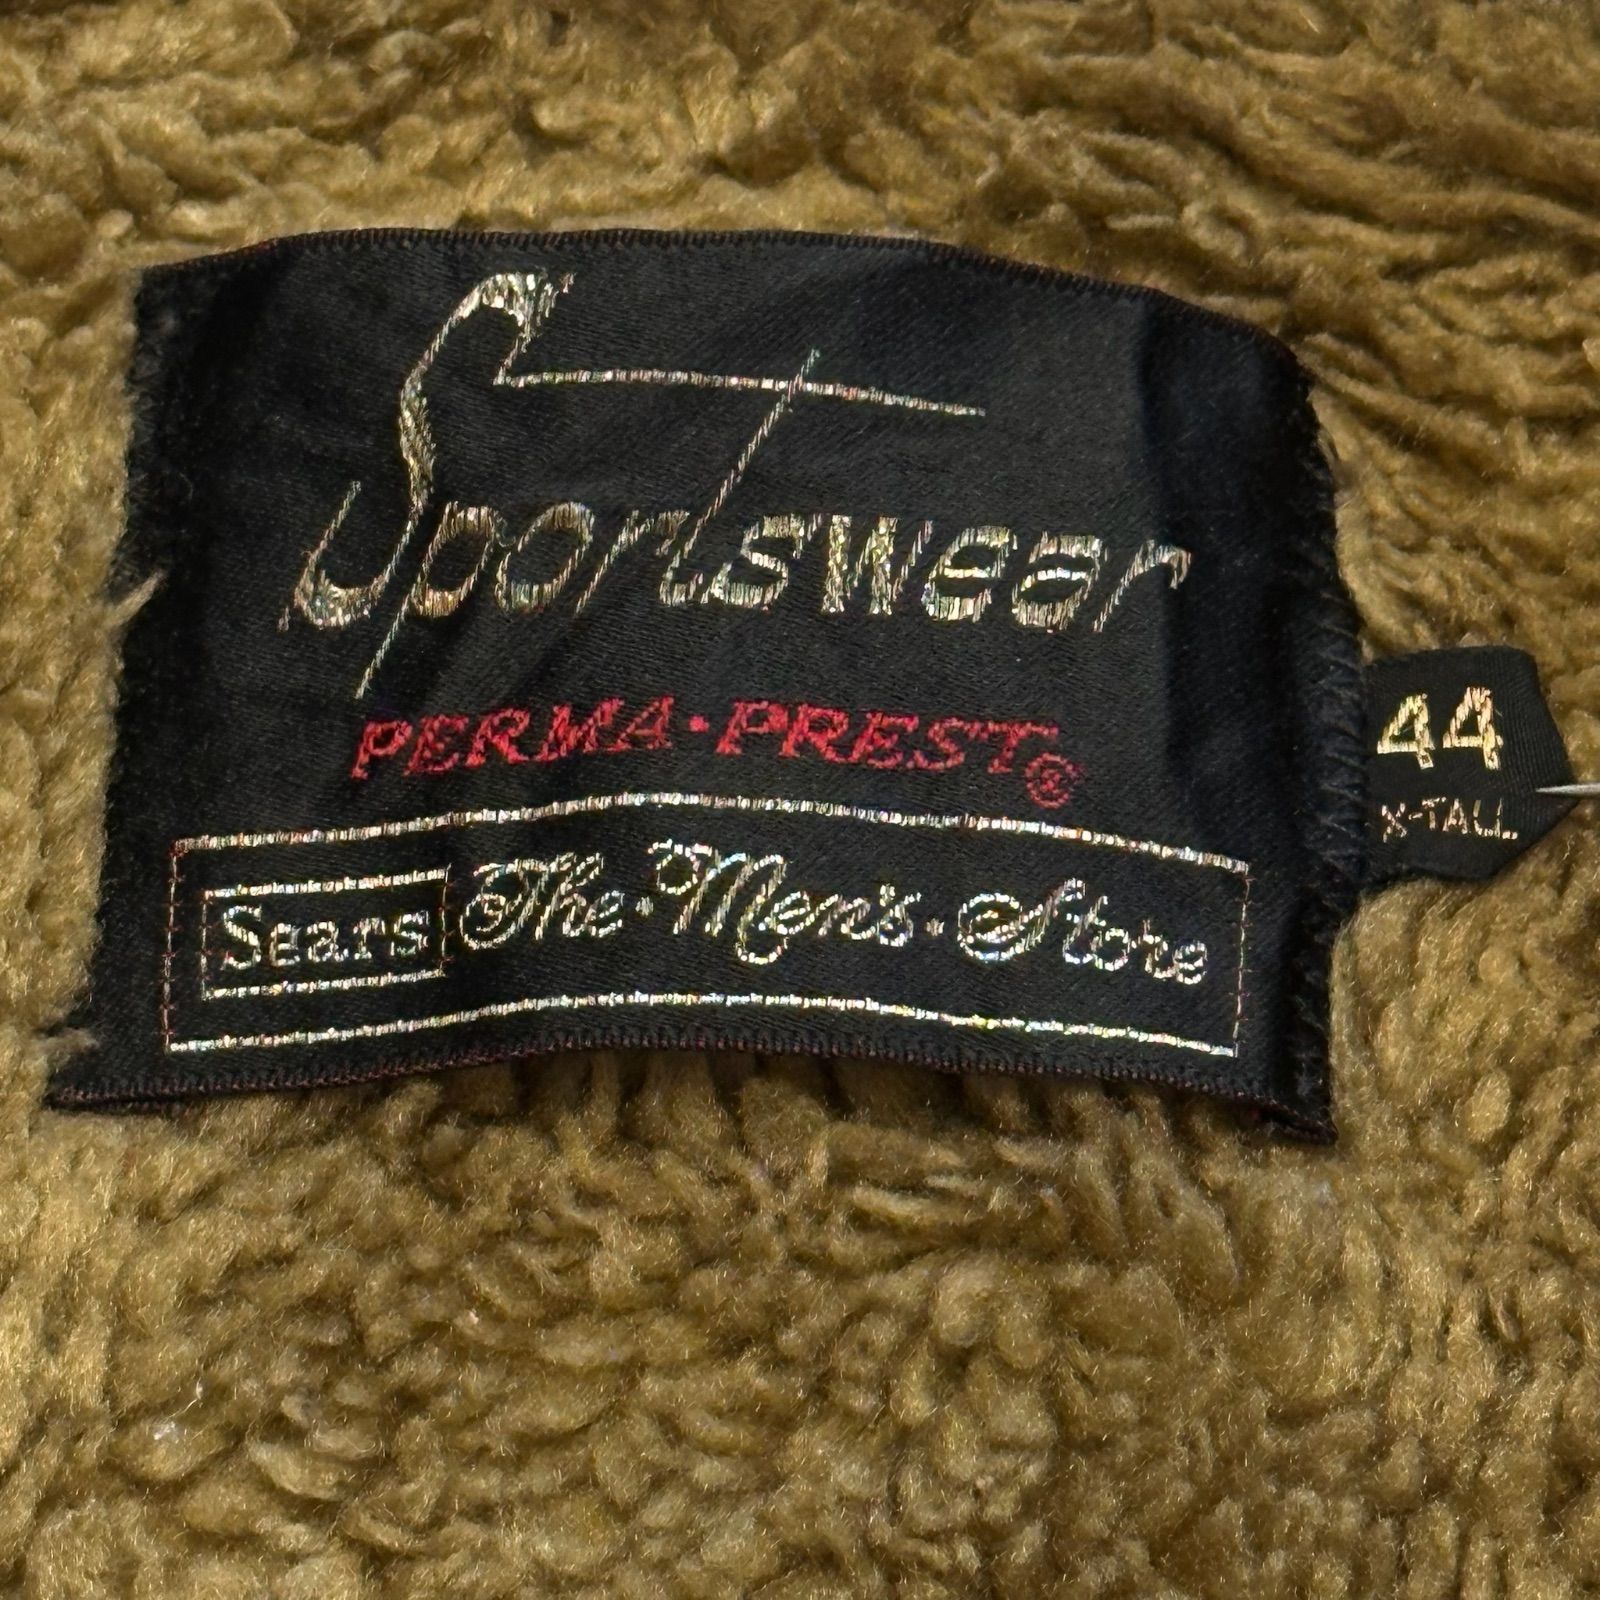 Sportswear
PERMA·PREST®
Sears The·Men's·Store
44
X-TALL